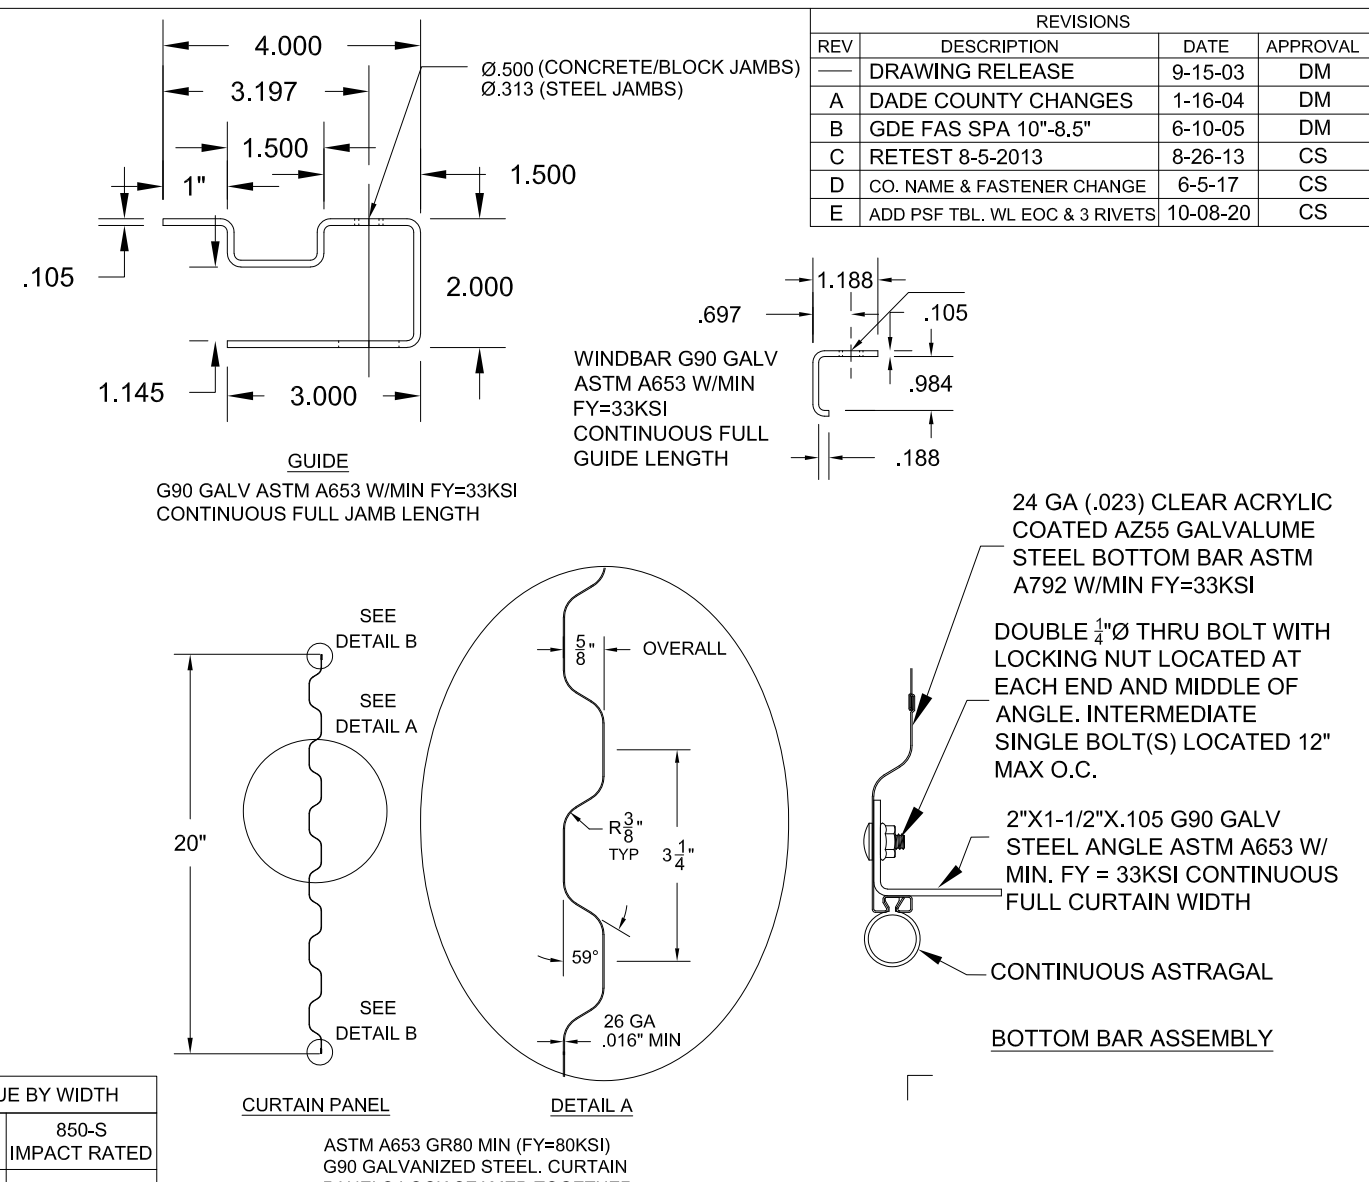 REVISIONS
REV DESCRIPTION DATE APPROVAL
— DRAWING RELEASE 9-15-03 DM
A DADE COUNTY CHANGES 1-16-04 DM
B GDE FAS SPA 10"-8.5" 6-10-05 DM
C RETEST 8-5-2013 8-26-13 CS
D CO. NAME & FASTENER CHANGE 6-5-17 CS
E ADD PSF TBL. WL EOC & 3 RIVETS 10-08-20 CS
4.000
Ø.500 (CONCRETE/BLOCK JAMBS)
Ø.313 (STEEL JAMBS)
3.197
1.500
1.500
1"
.105
2.000
1.145
3.000
GUIDE
G90 GALV ASTM A653 W/MIN FY=33KSI
CONTINUOUS FULL JAMB LENGTH
1.188
.697
.105
WINDBAR G90 GALV
ASTM A653 W/MIN
FY=33KSI
CONTINUOUS FULL
GUIDE LENGTH
.984
.188
24 GA (.023) CLEAR ACRYLIC
COATED AZ55 GALVALUME
STEEL BOTTOM BAR ASTM
A792 W/MIN FY=33KSI
DOUBLE 1/4"Ø THRU BOLT WITH
LOCKING NUT LOCATED AT
EACH END AND MIDDLE OF
ANGLE. INTERMEDIATE
SINGLE BOLT(S) LOCATED 12"
MAX O.C.
2"X1-1/2"X.105 G90 GALV
STEEL ANGLE ASTM A653 W/
MIN. FY = 33KSI CONTINUOUS
FULL CURTAIN WIDTH
CONTINUOUS ASTRAGAL
BOTTOM BAR ASSEMBLY
SEE
DETAIL B
SEE
DETAIL A
20"
SEE
DETAIL B
CURTAIN PANEL
5/8" OVERALL
R3/8"
TYP
3 1/4"
59°
26 GA
.016" MIN
DETAIL A
ASTM A653 GR80 MIN (FY=80KSI)
G90 GALVANIZED STEEL. CURTAIN
UE BY WIDTH
850-S
IMPACT RATED